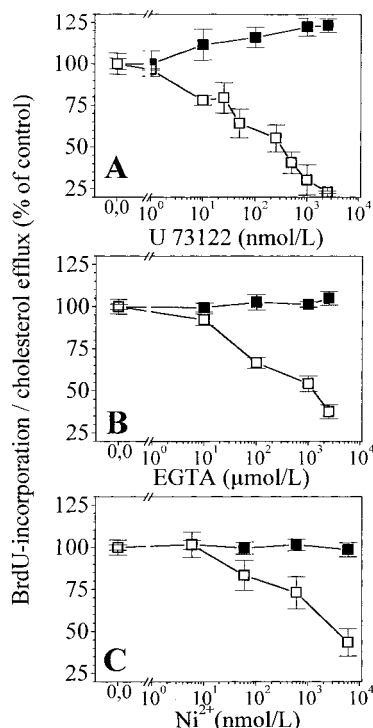 BrdU-incorporation / cholesterol efflux (% of control)
125
100
75
50
25
A
0,0 10⁰ 10¹ 10² 10³ 10⁴
U 73122 (nmol/L)
125
100
75
50
25
B
0,0 10⁰ 10¹ 10² 10³ 10⁴
EGTA (µmol/L)
125
100
75
50
25
C
0,0 10⁰ 10¹ 10² 10³ 10⁴
Ni²⁺(nmol/L)